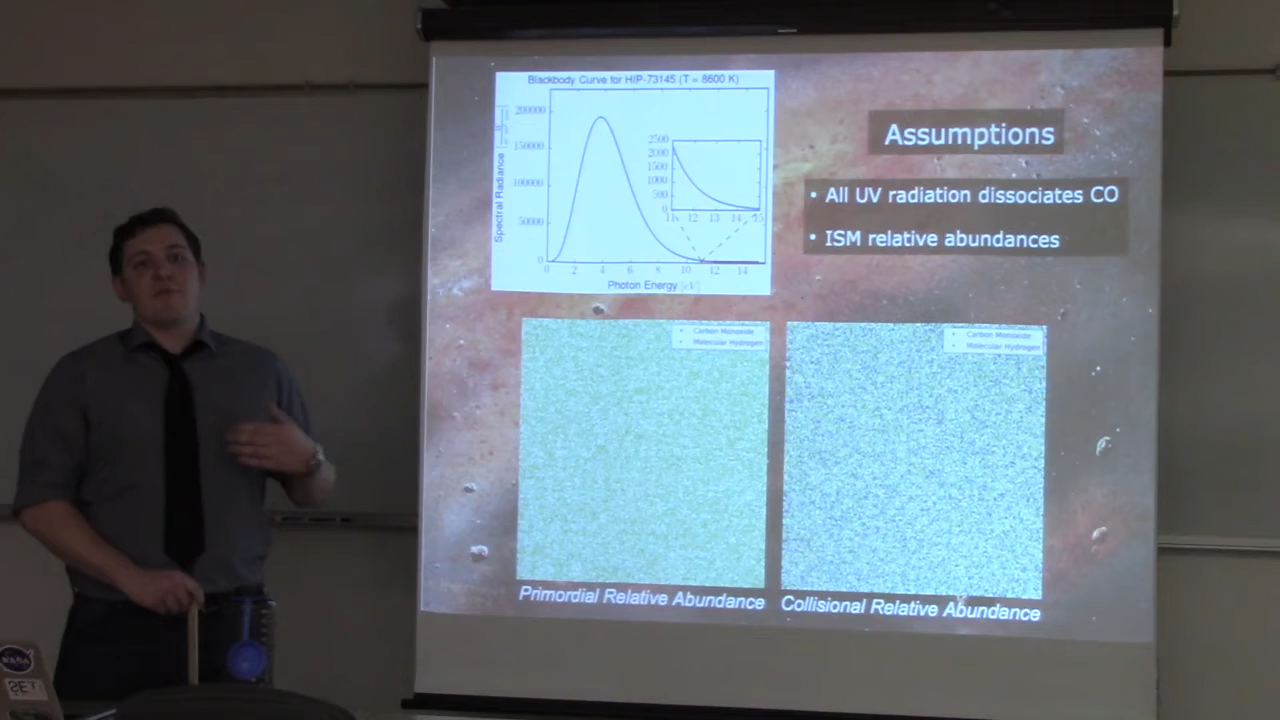 Blackbody Curve for HIP-73145 (T = 8600 K)
200000
150000
100000
50000
0
Spectral Radiance
2500
2000
1500
1000
500
0
11 12 13 14 15
0 2 4 6 8 10 12 14
Photon Energy [eV]
Assumptions
• All UV radiation dissociates CO
• ISM relative abundances
Carbon Monoxide
Molecular Hydrogen
Carbon Monoxide
Molecular Hydrogen
Primordial Relative Abundance
Collisional Relative Abundance
NASA